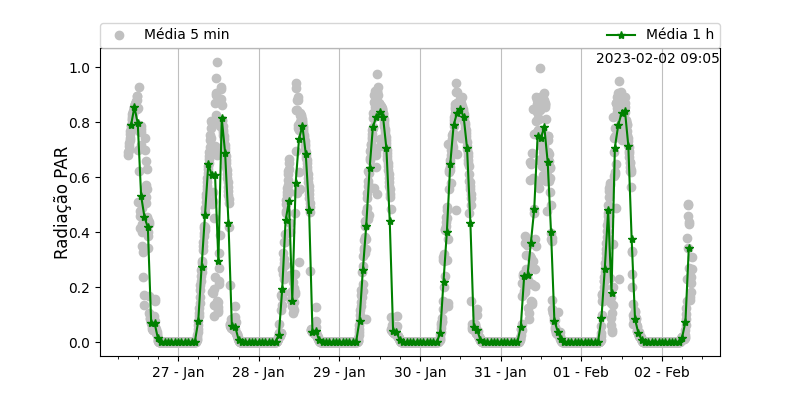 Média 5 min
Média 1 h
2023-02-02 09:05
Radiação PAR
1.0
0.8
0.6
0.4
0.2
0.0
27 - Jan
28 - Jan
29 - Jan
30 - Jan
31 - Jan
01 - Feb
02 - Feb